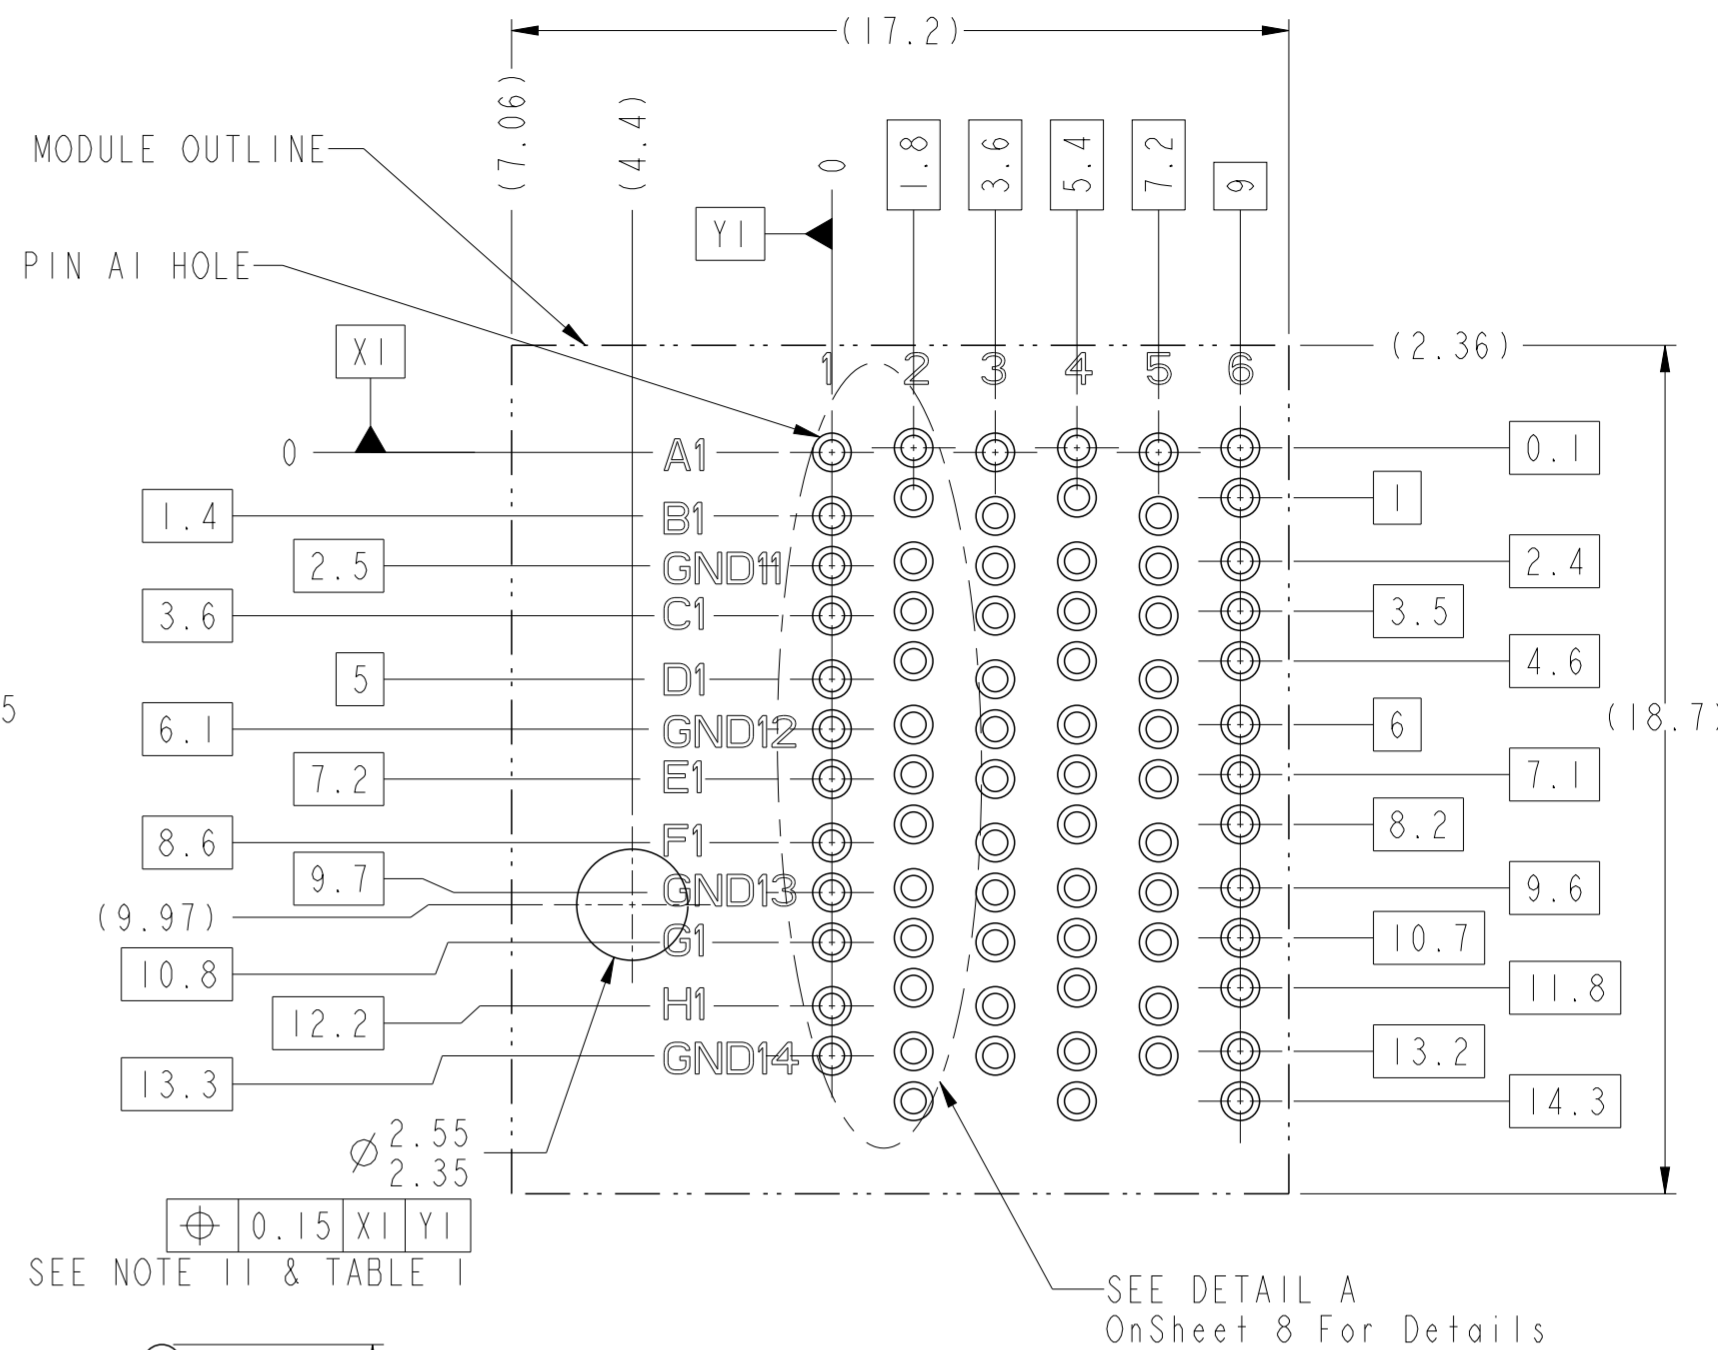 (17.2)
(7.06)
(4.4)
0
1.8
3.6
5.4
7.2
9
MODULE OUTLINE
Y1
PIN A1 HOLE
X1
(2.36)
1 2 3 4 5 6
0 A1 0.1
1
1.4 B1
2.5 GND11 2.4
3.6 C1 3.5
4.6
5 D1
5
6.1 GND12 6
(18.7)
7.2 E1 7.1
8.2
8.6 F1
9.7 GND13 9.6
(9.97)
10.8 G1 10.7
11.8
12.2 H1
13.3 GND14 13.2
14.3
⌀ 2.55
2.35
⌖ 0.15 X1 Y1
SEE NOTE 11 & TABLE 1
SEE DETAIL A
OnSheet 8 For Details